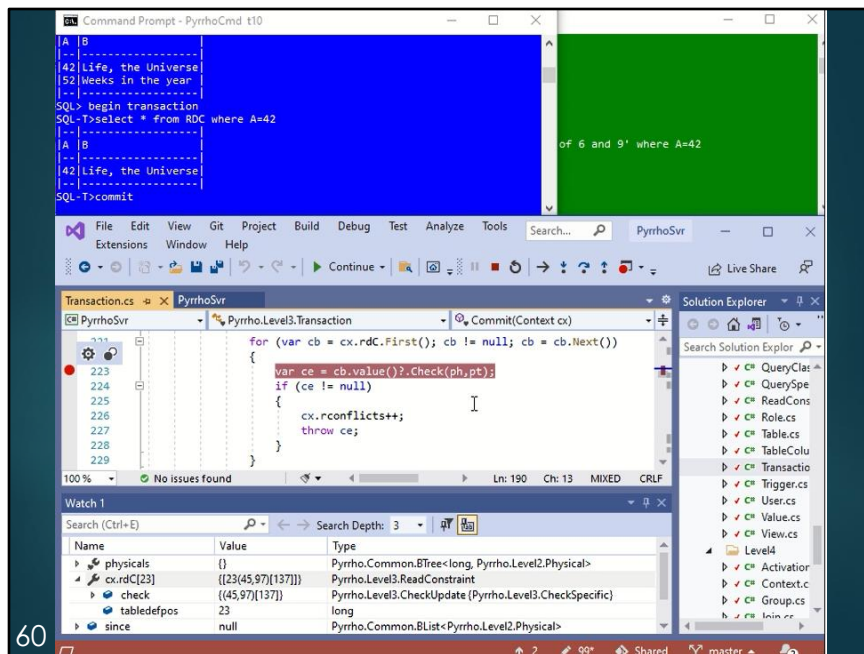 Command Prompt - PyrrhoCmd t10
|A |B |
|--|------------------|
|42|Life, the Universe|
|52|Weeks in the year |
|--|------------------|
SQL> begin transaction
SQL-T>select * from RDC where A=42
|--|------------------|
|A |B |
|--|------------------|
|42|Life, the Universe|
|--|------------------|
SQL-T>commit
of 6 and 9' where A=42
File Edit View Git Project Build Debug Test Analyze Tools Search... PyrrhoSvr
Extensions Window Help
Continue Live Share
Transaction.cs PyrrhoSvr
PyrrhoSvr Pyrrho.Level3.Transaction Commit(Context cx)
221 for (var cb = cx.rdC.First(); cb != null; cb = cb.Next())
{
223 var ce = cb.value()?.Check(ph,pt);
224 if (ce != null)
225 {
226 cx.rconflicts++;
227 throw ce;
228 }
229 }
100 % No issues found Ln: 190 Ch: 13 MIXED CRLF
Solution Explorer
Search Solution Explor
C# QueryClas
C# QuerySpe
C# ReadCons
C# Role.cs
C# Table.cs
C# TableColu
C# Transactio
C# Trigger.cs
C# User.cs
C# Value.cs
C# View.cs
Level4
C# Activation
C# Context.c
C# Group.cs
C# Join.cs
Watch 1
Search (Ctrl+E) Search Depth: 3
Name Value Type
physicals {} Pyrrho.Common.BTree<long, Pyrrho.Level2.Physical>
cx.rdC[23] {[23(45,97)[137]]} Pyrrho.Level3.ReadConstraint
check {(45,97)[137]} Pyrrho.Level3.CheckUpdate {Pyrrho.Level3.CheckSpecific}
tabledefpos 23 long
since null Pyrrho.Common.BList<Pyrrho.Level2.Physical>
2 99* Shared master
60